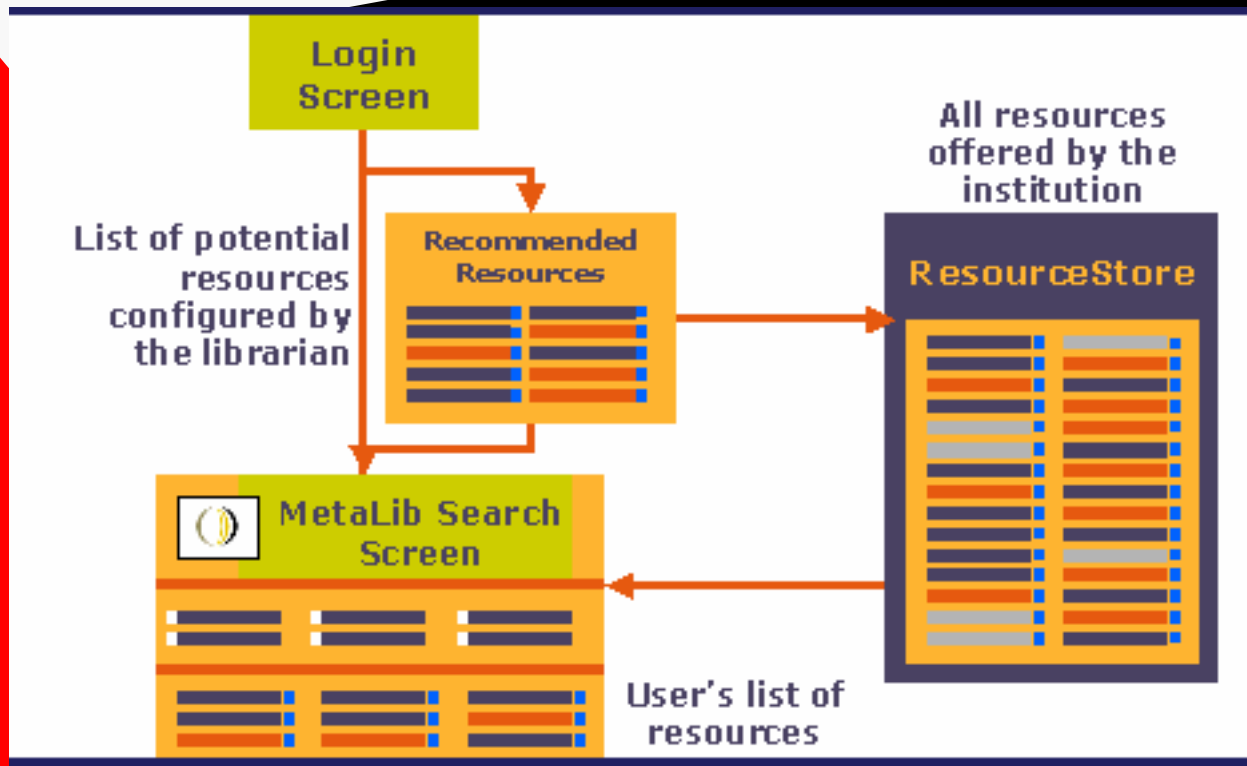 Login
Screen
All resources
offered by the
institution
List of potential
resources
configured by
the librarian
Recommended
Resources
ResourceStore
MetaLib Search
Screen
User's list of
resources